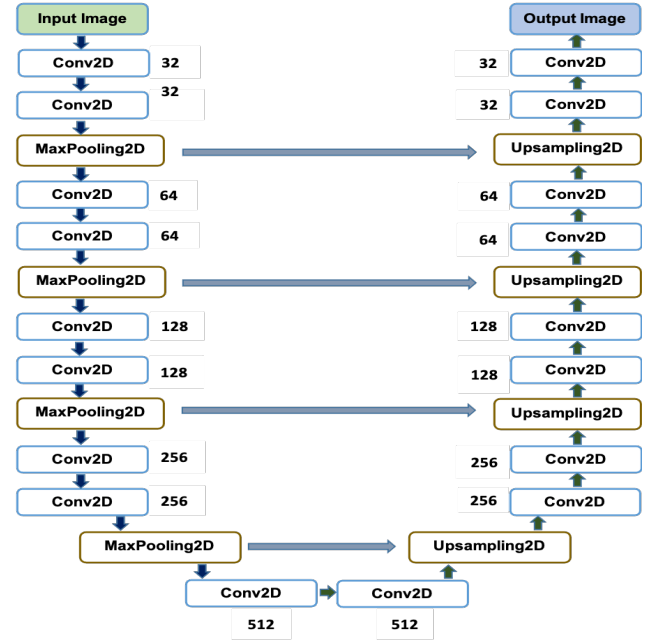 Input Image
Output Image
Conv2D 32
32 Conv2D
Conv2D 32
32 Conv2D
MaxPooling2D
Upsampling2D
Conv2D 64
64 Conv2D
Conv2D 64
64 Conv2D
MaxPooling2D
Upsampling2D
Conv2D 128
128 Conv2D
Conv2D 128
128 Conv2D
MaxPooling2D
Upsampling2D
Conv2D 256
256 Conv2D
Conv2D 256
256 Conv2D
MaxPooling2D
Upsampling2D
Conv2D
Conv2D
512
512